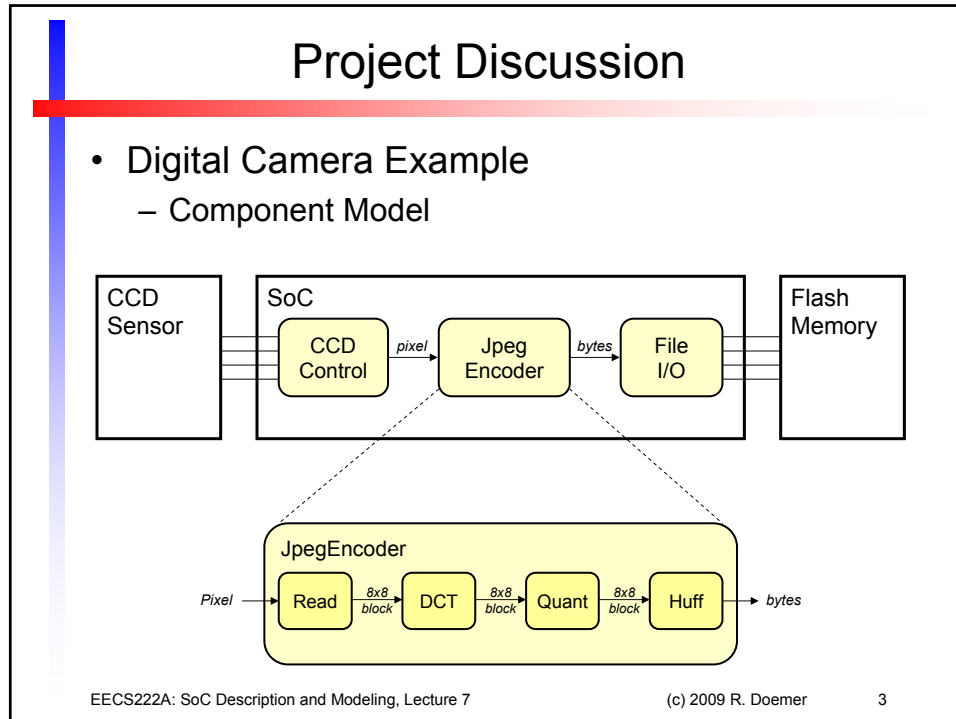 Project Discussion
• Digital Camera Example
– Component Model
CCD
Sensor
SoC
CCD
Control
pixel
Jpeg
Encoder
bytes
File
I/O
Flash
Memory
JpegEncoder
Pixel
Read
8x8
block
DCT
8x8
block
Quant
8x8
block
Huff
bytes
EECS222A: SoC Description and Modeling, Lecture 7
(c) 2009 R. Doemer
3